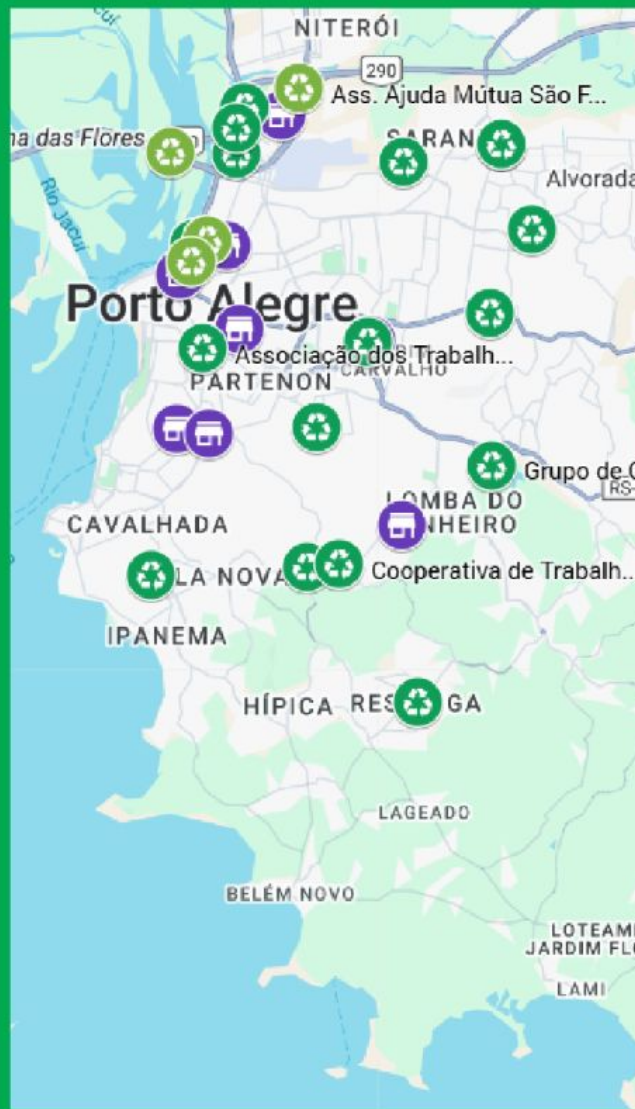 NITERÓI
290
Ass. Ajuda Mútua São F...
na das Flores
SARAN
Alvorada
Rio Jacuí
Porto Alegre
Associação dos Trabalh...
CARVALHO
PARTENON
Grupo de C
RS-
LOMBA DO
NHEIRO
CAVALHADA
LA NOVA
Cooperativa de Trabalh...
IPANEMA
HÍPICA
RES GA
LAGEADO
BELÉM NOVO
LOTEAME
JARDIM FLO
LAMI